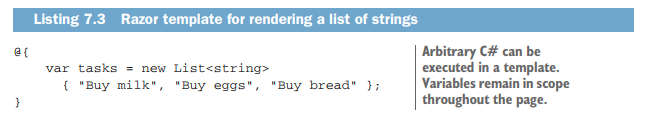 Listing 7.3 Razor template for rendering a list of strings
@{
var tasks = new List<string>
{ "Buy milk", "Buy eggs", "Buy bread" };
}
Arbitrary C# can be
executed in a template.
Variables remain in scope
throughout the page.